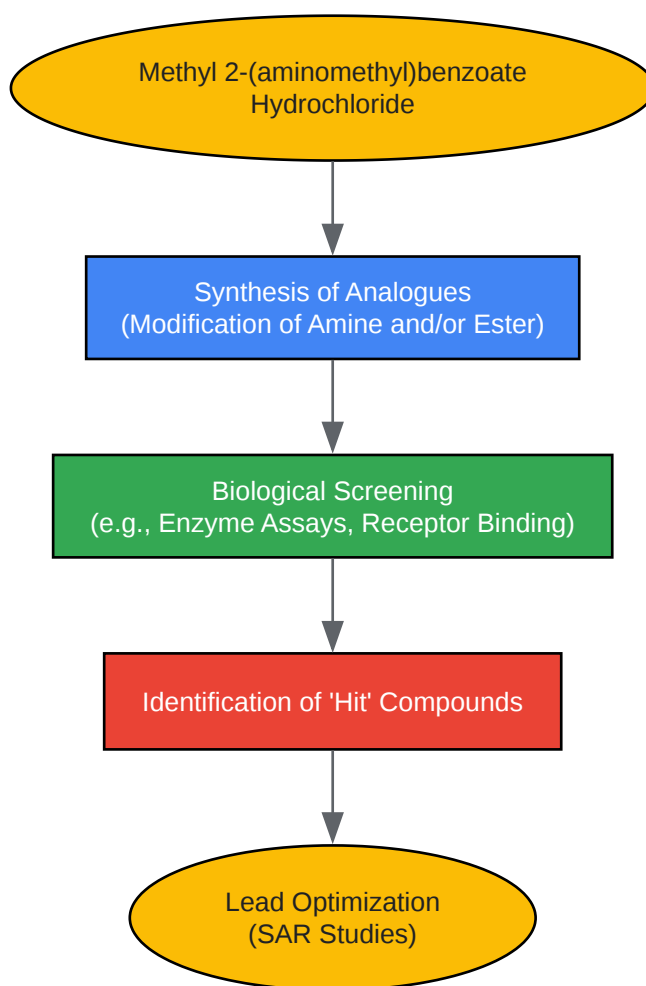 Methyl 2-(aminomethyl)benzoate
Hydrochloride
Synthesis of Analogues
(Modification of Amine and/or Ester)
Biological Screening
(e.g., Enzyme Assays, Receptor Binding)
Identification of 'Hit' Compounds
Lead Optimization
(SAR Studies)